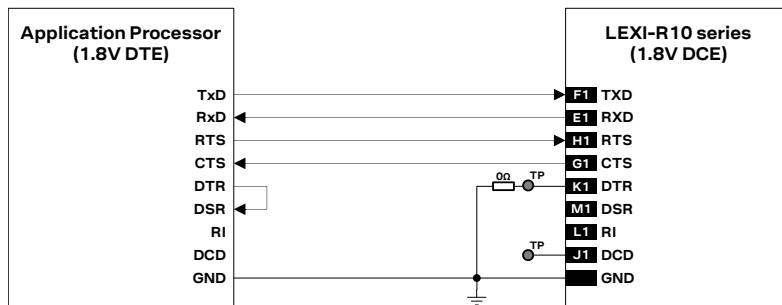 Application Processor
(1.8V DTE)
LEXI-R10 series
(1.8V DCE)
TxD F1 TXD
RxD E1 RXD
RTS H1 RTS
CTS G1 CTS
DTR 0Ω TP K1 DTR
DSR M1 DSR
RI L1 RI
DCD TP J1 DCD
GND GND